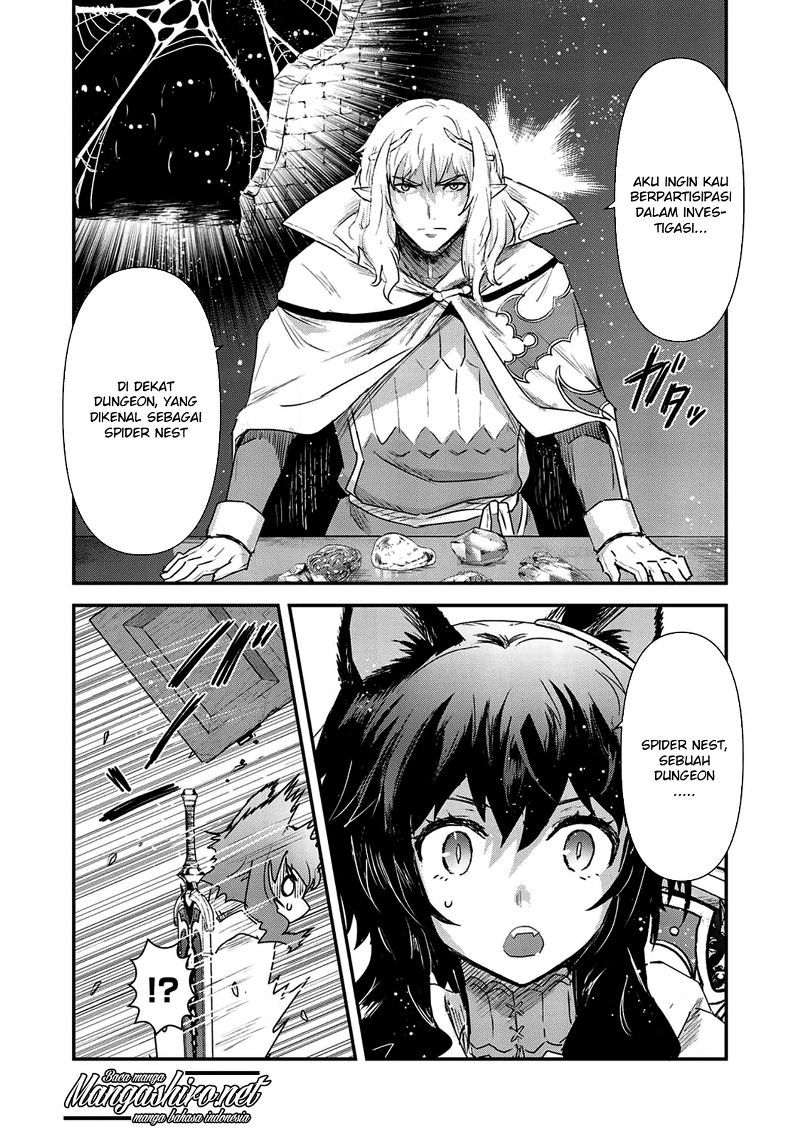 AKU INGIN KAU
BERPARTISIPASI
DALAM INVES-
TIGASI...
ガタッ
DI DEKAT
DUNGEON, YANG
DIKENAL SEBAGAI
SPIDER NEST
SPIDER NEST,
SEBUAH
DUNGEON
.....
!?
Baca manga
Mangashiro.net
manga bahasa indonesia